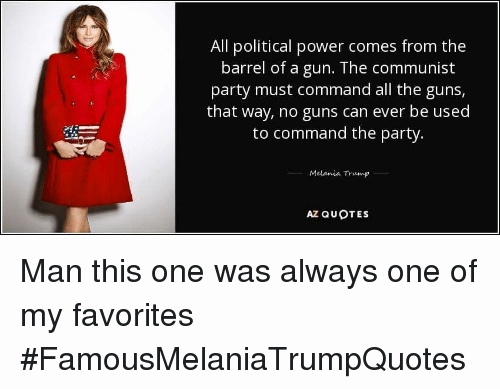 All political power comes from the
barrel of a gun. The communist
party must command all the guns,
that way, no guns can ever be used
to command the party.
Melania Trump
AZ QUOTES
Man this one was always one of
my favorites
#FamousMelaniaTrumpQuotes